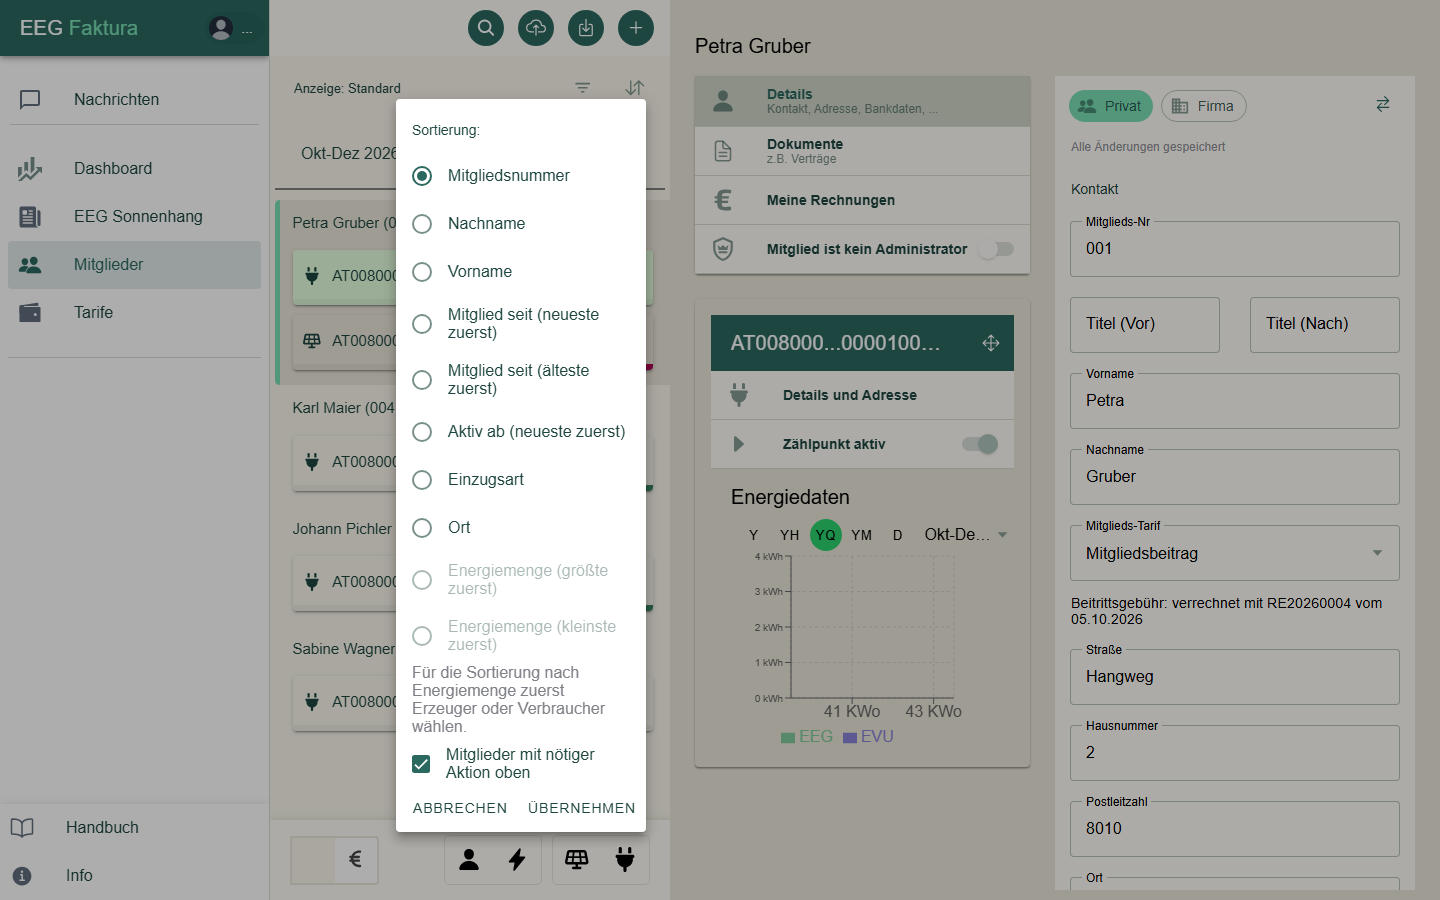 EEG Faktura
...
Nachrichten
Dashboard
EEG Sonnenhang
Mitglieder
Tarife
Handbuch
Info
Anzeige: Standard
Okt-Dez 2026
Petra Gruber (0
AT008000
AT008000
Karl Maier (004
AT008000
Johann Pichler
AT008000
Sabine Wagner
AT008000
€
Sortierung:
Mitgliedsnummer
Nachname
Vorname
Mitglied seit (neueste
zuerst)
Mitglied seit (älteste
zuerst)
Aktiv ab (neueste zuerst)
Einzugsart
Ort
Energiemenge (größte
zuerst)
Energiemenge (kleinste
zuerst)
Für die Sortierung nach
Energiemenge zuerst
Erzeuger oder Verbraucher
wählen.
Mitglieder mit nötiger
Aktion oben
ABBRECHEN ÜBERNEHMEN
Petra Gruber
Details
Kontakt, Adresse, Bankdaten, ...
Dokumente
z.B. Verträge
Meine Rechnungen
Mitglied ist kein Administrator
AT008000...0000100...
Details und Adresse
Zählpunkt aktiv
Energiedaten
Y YH YQ YM D Okt-De...
4 kWh
3 kWh
2 kWh
1 kWh
0 kWh
41 KWo 43 KWo
EEG EVU
Privat Firma
Alle Änderungen gespeichert
Kontakt
Mitglieds-Nr
001
Titel (Vor) Titel (Nach)
Vorname
Petra
Nachname
Gruber
Mitglieds-Tarif
Mitgliedsbeitrag
Beitrittsgebühr: verrechnet mit RE20260004 vom
05.10.2026
Straße
Hangweg
Hausnummer
2
Postleitzahl
8010
Ort